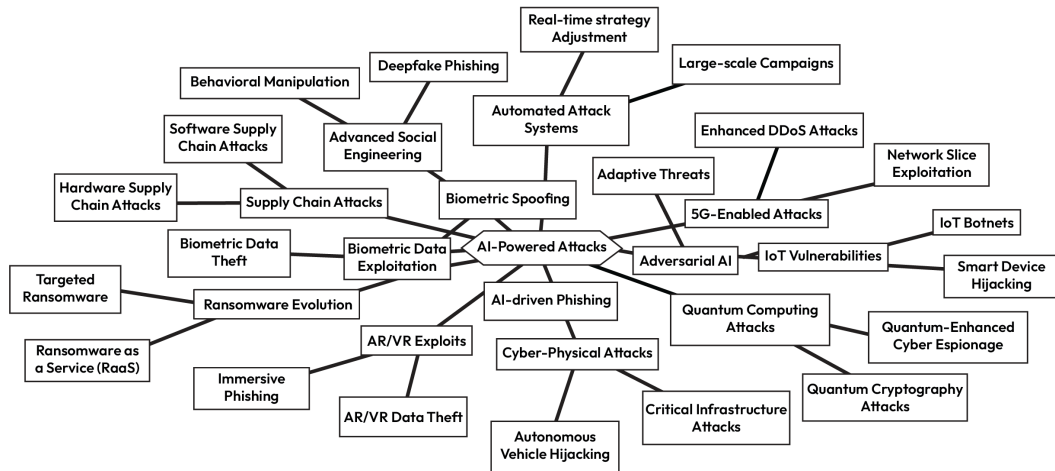 Real-time strategy
Adjustment
Deepfake Phishing
Large-scale Campaigns
Behavioral Manipulation
Automated Attack
Systems
Software Supply
Chain Attacks
Advanced Social
Engineering
Enhanced DDoS Attacks
Network Slice
Exploitation
Adaptive Threats
Hardware Supply
Chain Attacks
Supply Chain Attacks
Biometric Spoofing
5G-Enabled Attacks
IoT Botnets
Biometric Data
Theft
Biometric Data
Exploitation
AI-Powered Attacks
Adversarial AI
IoT Vulnerabilities
Smart Device
Hijacking
Targeted
Ransomware
Ransomware Evolution
AI-driven Phishing
Quantum Computing
Attacks
Quantum-Enhanced
Cyber Espionage
Ransomware as
a Service (RaaS)
AR/VR Exploits
Cyber-Physical Attacks
Immersive
Phishing
AR/VR Data Theft
Critical Infrastructure
Attacks
Quantum Cryptography
Attacks
Autonomous
Vehicle Hijacking